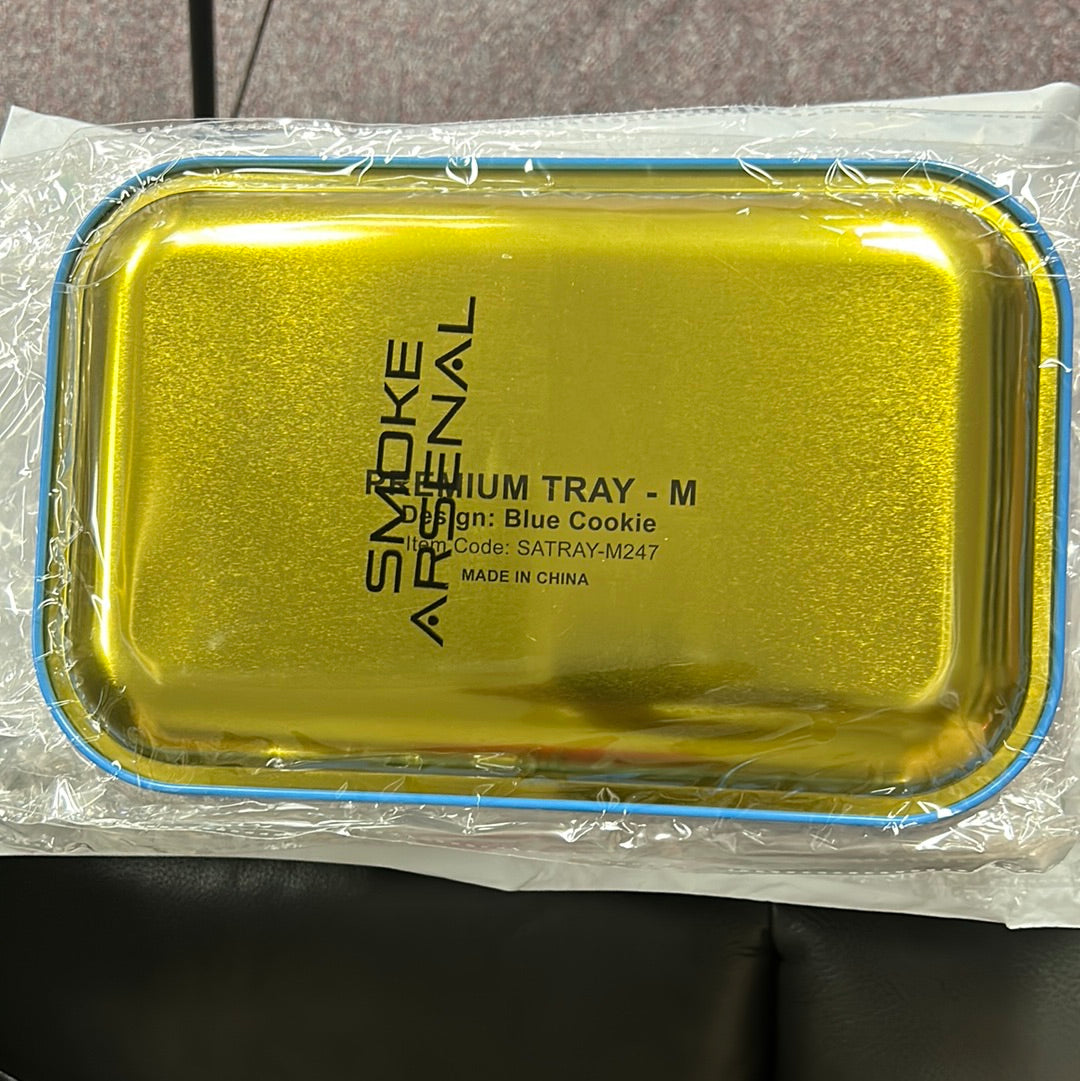 SMOKE
ARSENAL
PREMIUM TRAY - M
Design: Blue Cookie
Item Code: SATRAY-M247
MADE IN CHINA